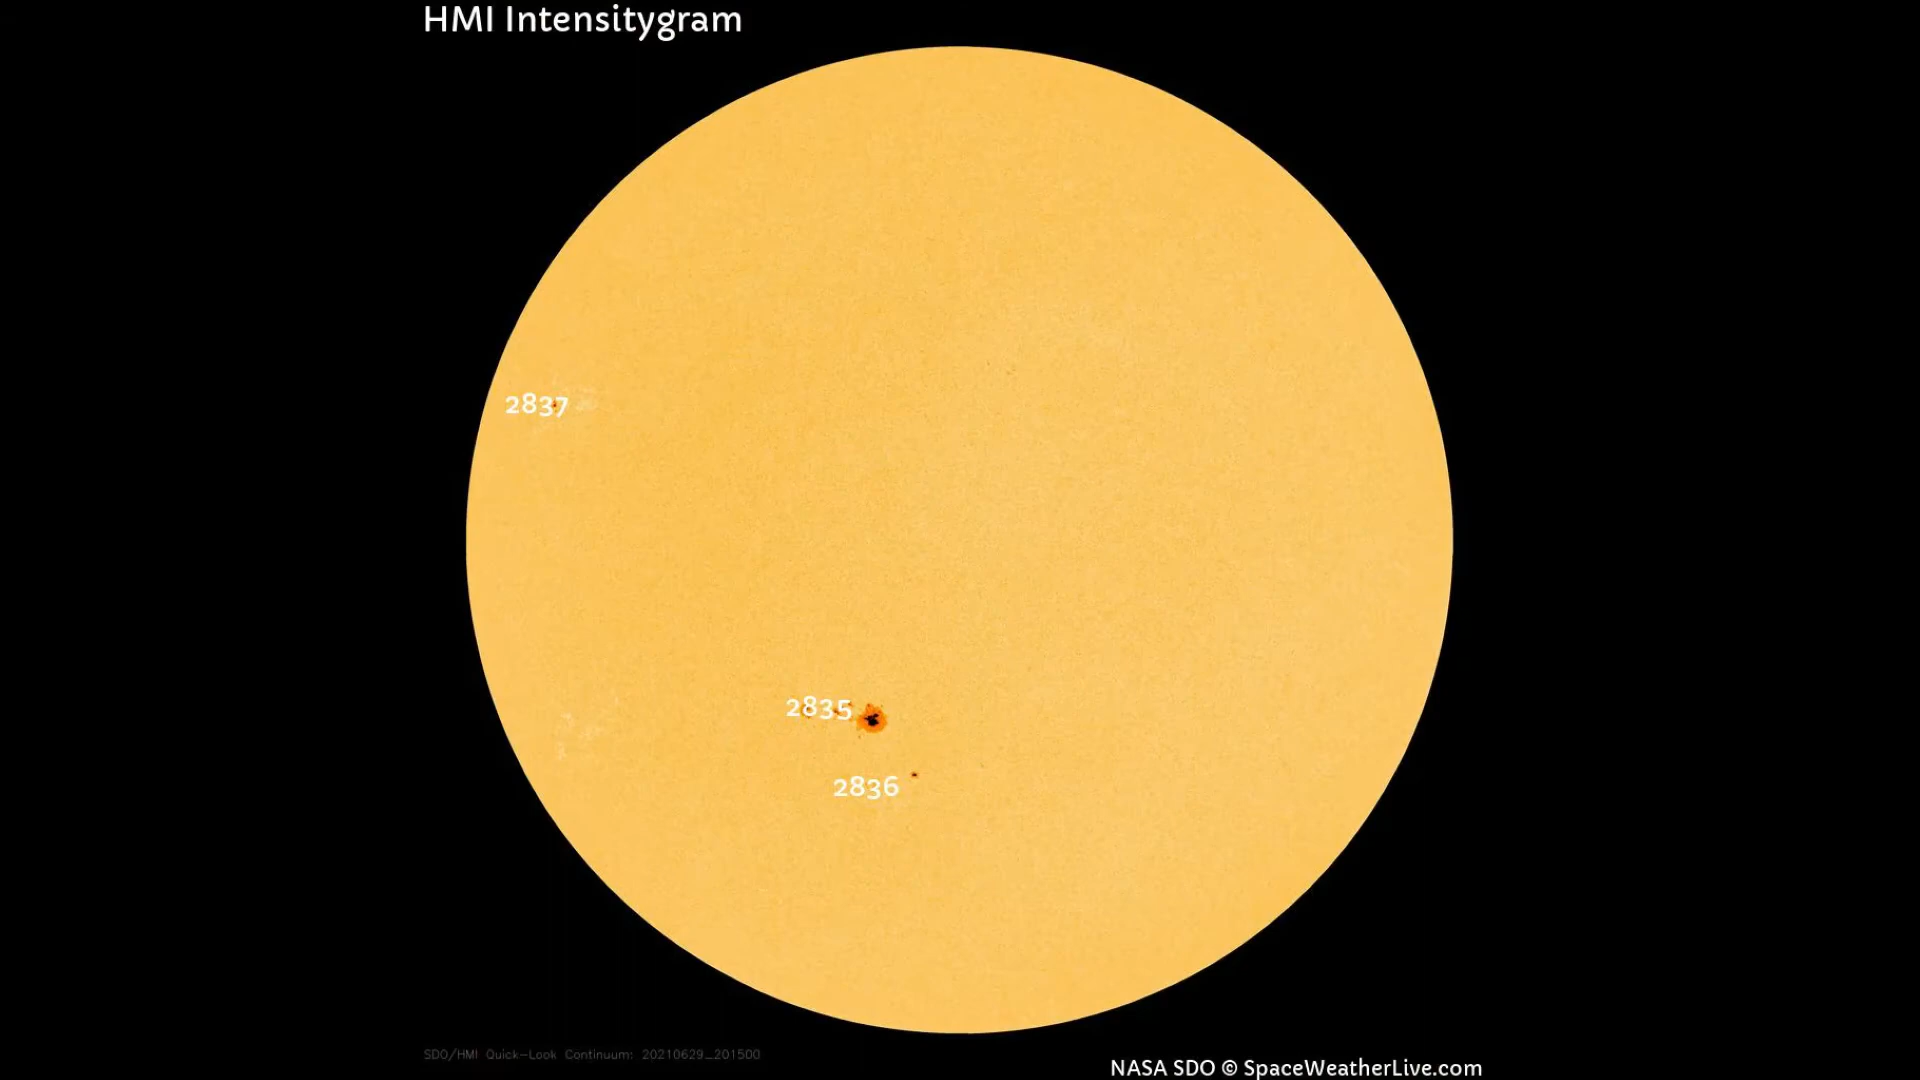 HMI Intensitygram
2837
2835
2836
SDO/HMI Quick-Look Continuum: 20210629_201500
NASA SDO © SpaceWeatherLive.com